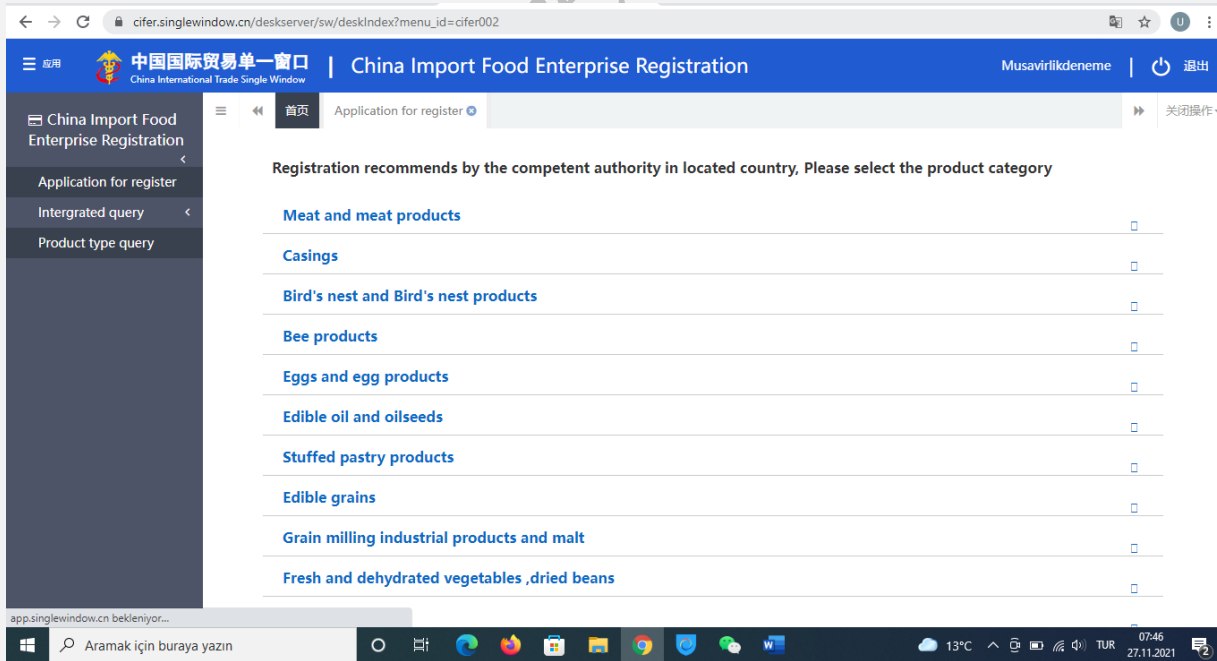 cifer.singlewindow.cn/deskserver/sw/deskIndex?menu_id=cifer002
U
应用
中国国际贸易单一窗口
China International Trade Single Window
| China Import Food Enterprise Registration
Musavirlikdeneme | 退出
China Import Food
Enterprise Registration
首页
Application for register
关闭操作
Application for register
Intergrated query
Product type query
Registration recommends by the competent authority in located country, Please select the product category
Meat and meat products
Casings
Bird's nest and Bird's nest products
Bee products
Eggs and egg products
Edible oil and oilseeds
Stuffed pastry products
Edible grains
Grain milling industrial products and malt
Fresh and dehydrated vegetables ,dried beans
app.singlewindow.cn bekleniyor...
Aramak için buraya yazın
13°C
TUR
07:46
27.11.2021
2